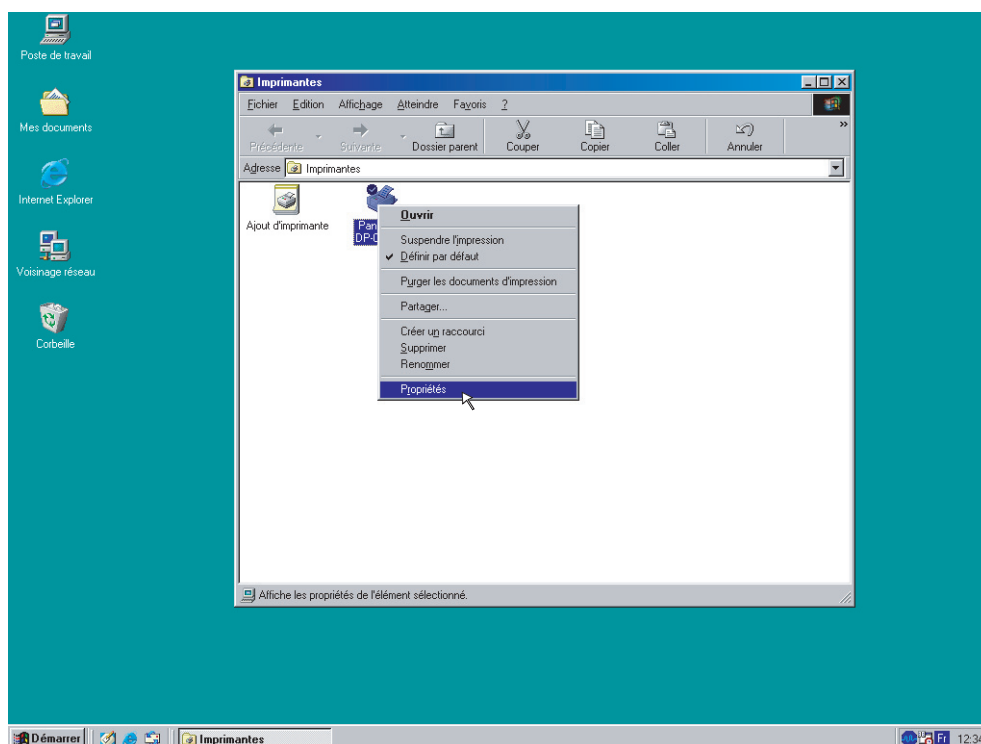 Poste de travail
Mes documents
Internet Explorer
Voisinage réseau
Corbeille
Imprimantes
Fichier Edition Affichage Atteindre Favoris ?
Précédente Suivante Dossier parent Couper Copier Coller Annuler »
Adresse Imprimantes
Ajout d'imprimante
Ouvrir
Suspendre l'impression
Définir par défaut
Purger les documents d'impression
Partager...
Créer un raccourci
Supprimer
Renommer
Propriétés
Affiche les propriétés de l'élément sélectionné.
Démarrer Imprimantes Fr 12:34